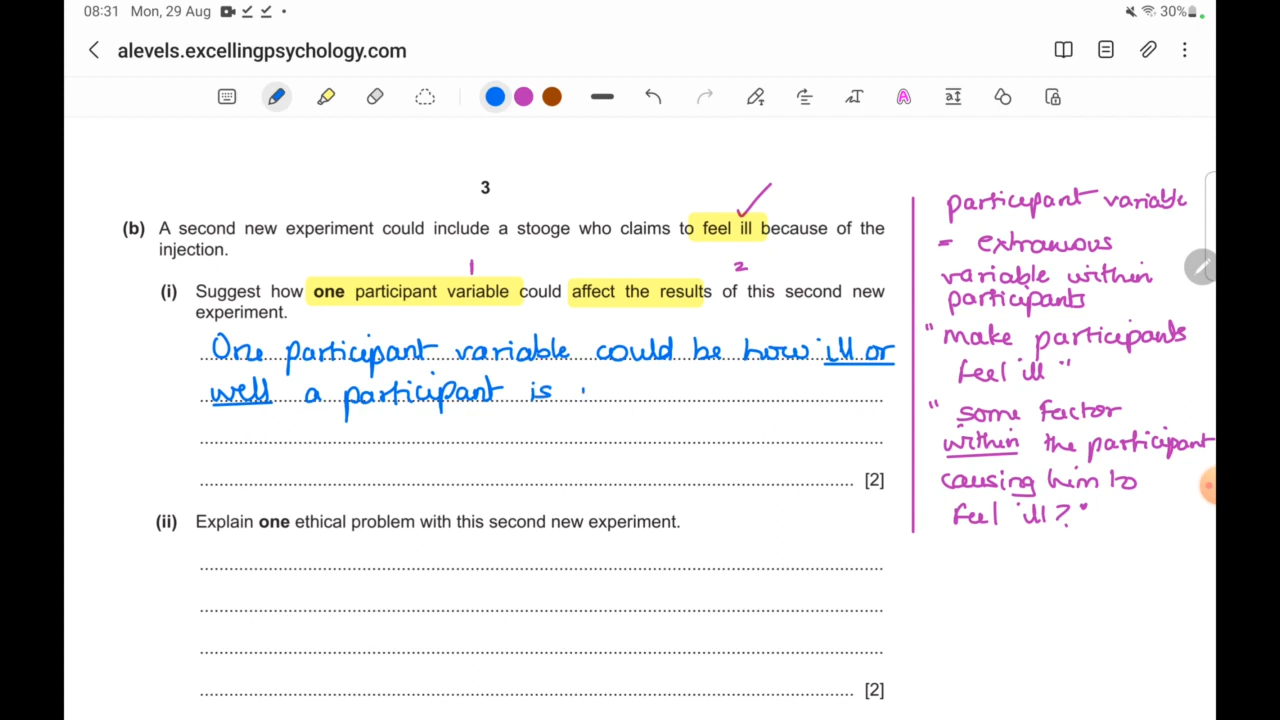 08:31 Mon, 29 Aug
30%
alevels.excellingpsychology.com
3
(b) A second new experiment could include a stooge who claims to feel ill because of the
injection.
1
2
(i) Suggest how one participant variable could affect the results of this second new
experiment.
One participant variable could be how ill or
well a participant is
[2]
(ii) Explain one ethical problem with this second new experiment.
[2]
participant variable
= extraneous
variable within
participants
"make participants
feel ill"
"some factor
within the participant
causing him to
feel ill?"